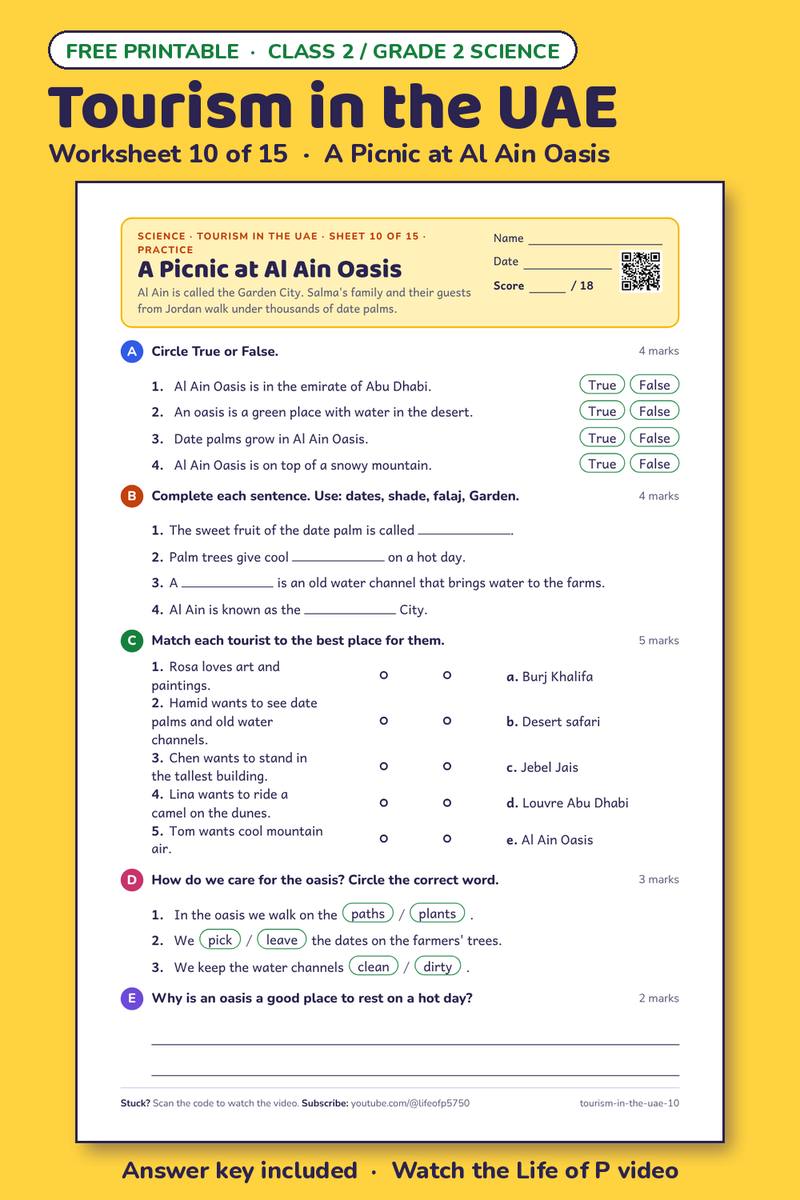 FREE PRINTABLE · CLASS 2 / GRADE 2 SCIENCE
Tourism in the UAE
Worksheet 10 of 15 · A Picnic at Al Ain Oasis
SCIENCE · TOURISM IN THE UAE · SHEET 10 OF 15 ·
PRACTICE
A Picnic at Al Ain Oasis
Al Ain is called the Garden City. Salma's family and their guests
from Jordan walk under thousands of date palms.
Name ____________
Date ____________
Score ______ / 18
A Circle True or False. 4 marks
1. Al Ain Oasis is in the emirate of Abu Dhabi. True False
2. An oasis is a green place with water in the desert. True False
3. Date palms grow in Al Ain Oasis. True False
4. Al Ain Oasis is on top of a snowy mountain. True False
B Complete each sentence. Use: dates, shade, falaj, Garden. 4 marks
1. The sweet fruit of the date palm is called ____________.
2. Palm trees give cool ____________ on a hot day.
3. A ____________ is an old water channel that brings water to the farms.
4. Al Ain is known as the ____________ City.
C Match each tourist to the best place for them. 5 marks
1. Rosa loves art and
paintings.
a. Burj Khalifa
2. Hamid wants to see date
palms and old water
channels.
b. Desert safari
3. Chen wants to stand in
the tallest building.
c. Jebel Jais
4. Lina wants to ride a
camel on the dunes.
d. Louvre Abu Dhabi
5. Tom wants cool mountain
air.
e. Al Ain Oasis
D How do we care for the oasis? Circle the correct word. 3 marks
1. In the oasis we walk on the paths / plants .
2. We pick / leave the dates on the farmers' trees.
3. We keep the water channels clean / dirty .
E Why is an oasis a good place to rest on a hot day? 2 marks
Stuck? Scan the code to watch the video. Subscribe: youtube.com/@lifeofp5750 tourism-in-the-uae-10
Answer key included · Watch the Life of P video